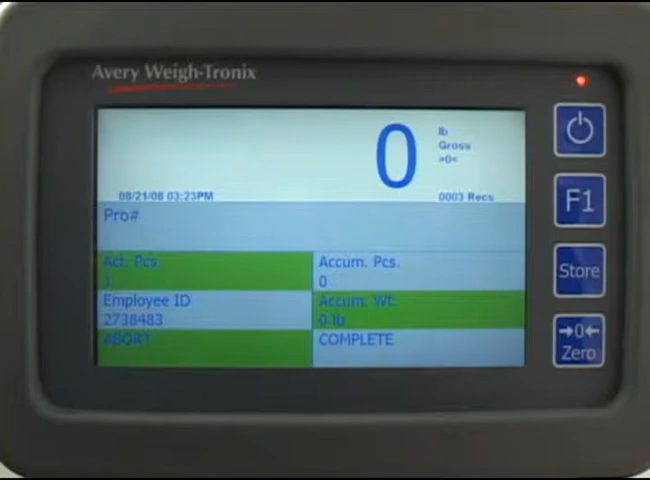 Avery Weigh-Tronix
0
lb
Gross
>0<
08/21/08 03:23PM
0003 Recs
Pro#
Act. Pcs.
1
Accum. Pcs.
0
Employee ID
2738483
Accum. Wt.
0 lb
ABORT
COMPLETE
F1
Store
→0←
Zero